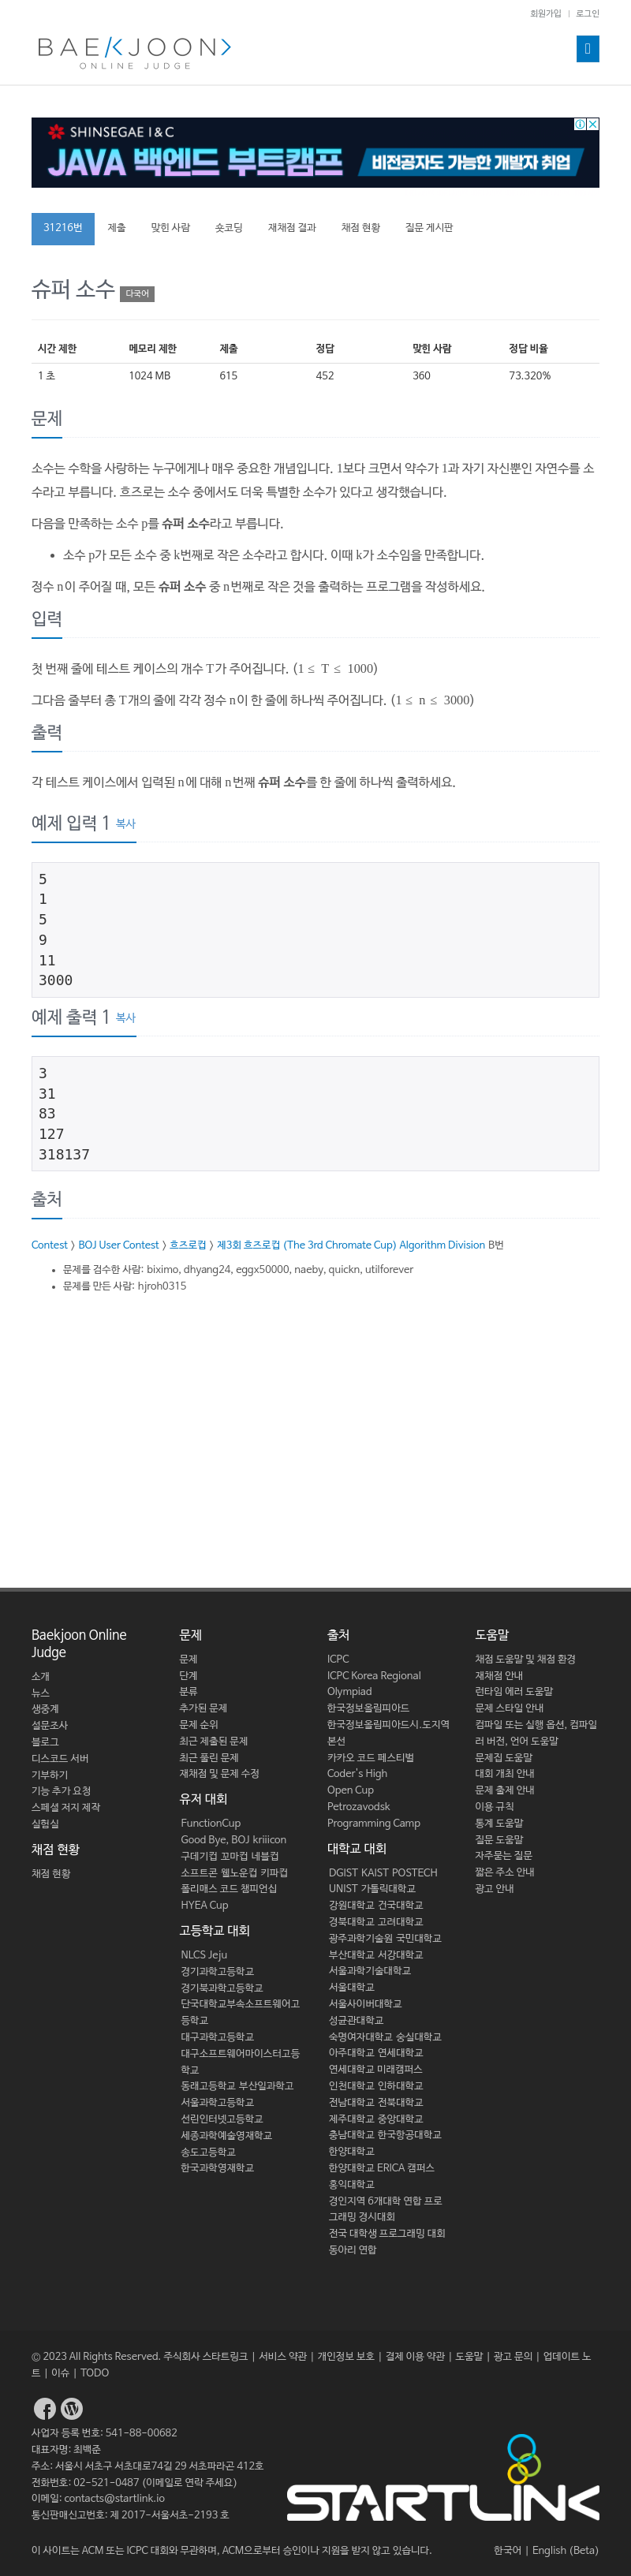 회원가입 | 로그인
BAEKJOON>
ONLINE JUDGE
SHINSEGAE I&C
JAVA 백엔드 부트캠프
비전공자도 가능한 개발자 취업
31216번 제출 맞힌 사람 숏코딩 재채점 결과 채점 현황 질문 게시판
슈퍼 소수 다국어
시간 제한 메모리 제한 제출 정답 맞힌 사람 정답 비율
1 초 1024 MB 615 452 360 73.320%
문제
소수는 수학을 사랑하는 누구에게나 매우 중요한 개념입니다. 1보다 크면서 약수가 1과 자기 자신뿐인 자연수를 소
수라고 부릅니다. 흐즈로는 소수 중에서도 더욱 특별한 소수가 있다고 생각했습니다.
다음을 만족하는 소수 p를 슈퍼 소수라고 부릅니다.
• 소수 p가 모든 소수 중 k번째로 작은 소수라고 합시다. 이때 k가 소수임을 만족합니다.
정수 n이 주어질 때, 모든 슈퍼 소수 중 n번째로 작은 것을 출력하는 프로그램을 작성하세요.
입력
첫 번째 줄에 테스트 케이스의 개수 T가 주어집니다. (1 ≤ T ≤ 1000)
그다음 줄부터 총 T개의 줄에 각각 정수 n이 한 줄에 하나씩 주어집니다. (1 ≤ n ≤ 3000)
출력
각 테스트 케이스에서 입력된 n에 대해 n번째 슈퍼 소수를 한 줄에 하나씩 출력하세요.
예제 입력 1 복사
5
1
5
9
11
3000
예제 출력 1 복사
3
31
83
127
318137
출처
Contest > BOJ User Contest > 흐즈로컵 > 제3회 흐즈로컵 (The 3rd Chromate Cup) Algorithm Division B번
• 문제를 검수한 사람: biximo, dhyang24, eggx50000, naeby, quickn, utilforever
• 문제를 만든 사람: hjroh0315
Baekjoon Online
Judge
소개
뉴스
생중계
설문조사
블로그
디스코드 서버
기부하기
기능 추가 요청
스페셜 저지 제작
실험실
채점 현황
채점 현황
문제
문제
단계
분류
추가된 문제
문제 순위
최근 제출된 문제
최근 풀린 문제
재채점 및 문제 수정
유저 대회
FunctionCup
Good Bye, BOJ kriiicon
구데기컵 꼬마컵 네블컵
소프트콘 웰노운컵 키파컵
폴리매스 코드 챔피언십
HYEA Cup
고등학교 대회
NLCS Jeju
경기과학고등학교
경기북과학고등학교
단국대학교부속소프트웨어고
등학교
대구과학고등학교
대구소프트웨어마이스터고등
학교
동래고등학교 부산일과학고
서울과학고등학교
선린인터넷고등학교
세종과학예술영재학교
송도고등학교
한국과학영재학교
출처
ICPC
ICPC Korea Regional
Olympiad
한국정보올림피아드
한국정보올림피아드시.도지역
본선
카카오 코드 페스티벌
Coder's High
Open Cup
Petrozavodsk
Programming Camp
대학교 대회
DGIST KAIST POSTECH
UNIST 가톨릭대학교
강원대학교 건국대학교
경북대학교 고려대학교
광주과학기술원 국민대학교
부산대학교 서강대학교
서울과학기술대학교
서울대학교
서울사이버대학교
성균관대학교
숙명여자대학교 숭실대학교
아주대학교 연세대학교
연세대학교 미래캠퍼스
인천대학교 인하대학교
전남대학교 전북대학교
제주대학교 중앙대학교
충남대학교 한국항공대학교
한양대학교
한양대학교 ERICA 캠퍼스
홍익대학교
경인지역 6개대학 연합 프로
그래밍 경시대회
전국 대학생 프로그래밍 대회
동아리 연합
도움말
채점 도움말 및 채점 환경
재채점 안내
런타임 에러 도움말
문제 스타일 안내
컴파일 또는 실행 옵션, 컴파일
러 버전, 언어 도움말
문제집 도움말
대회 개최 안내
문제 출제 안내
이용 규칙
통계 도움말
질문 도움말
자주묻는 질문
짧은 주소 안내
광고 안내
© 2023 All Rights Reserved. 주식회사 스타트링크 | 서비스 약관 | 개인정보 보호 | 결제 이용 약관 | 도움말 | 광고 문의 | 업데이트 노
트 | 이슈 | TODO
사업자 등록 번호: 541-88-00682
대표자명: 최백준
주소: 서울시 서초구 서초대로74길 29 서초파라곤 412호
전화번호: 02-521-0487 (이메일로 연락 주세요)
이메일: contacts@startlink.io
통신판매신고번호: 제 2017-서울서초-2193 호
STARTLINK
이 사이트는 ACM 또는 ICPC 대회와 무관하며, ACM으로부터 승인이나 지원을 받지 않고 있습니다.
한국어 | English (Beta)